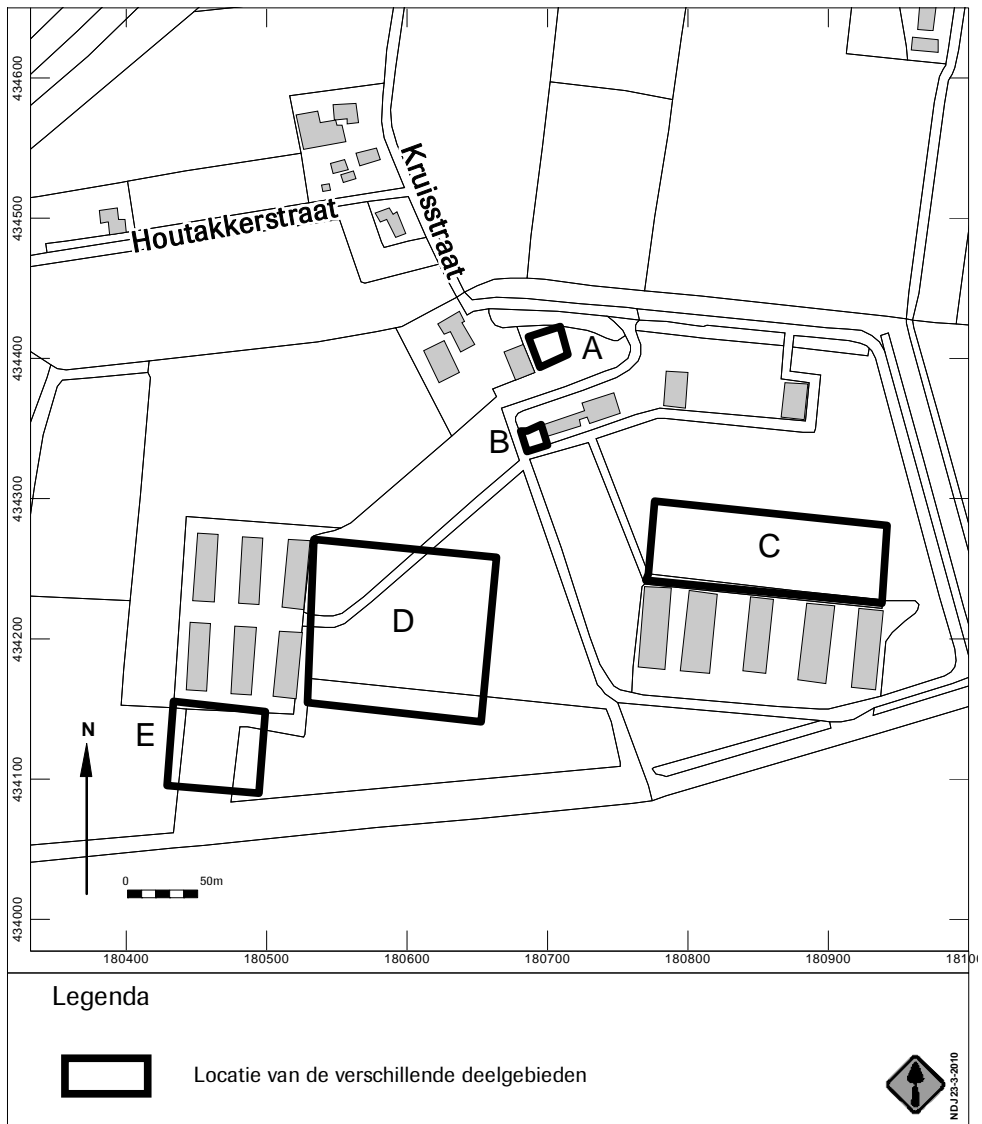 434600
434500
434400
434300
434200
434100
434000
Kruisstraat
Houtakkerstraat
A
B
C
D
E
N
0 50m
180400 180500 180600 180700 180800 180900 18100
Legenda
Locatie van de verschillende deelgebieden
NDJ 23-3-2010